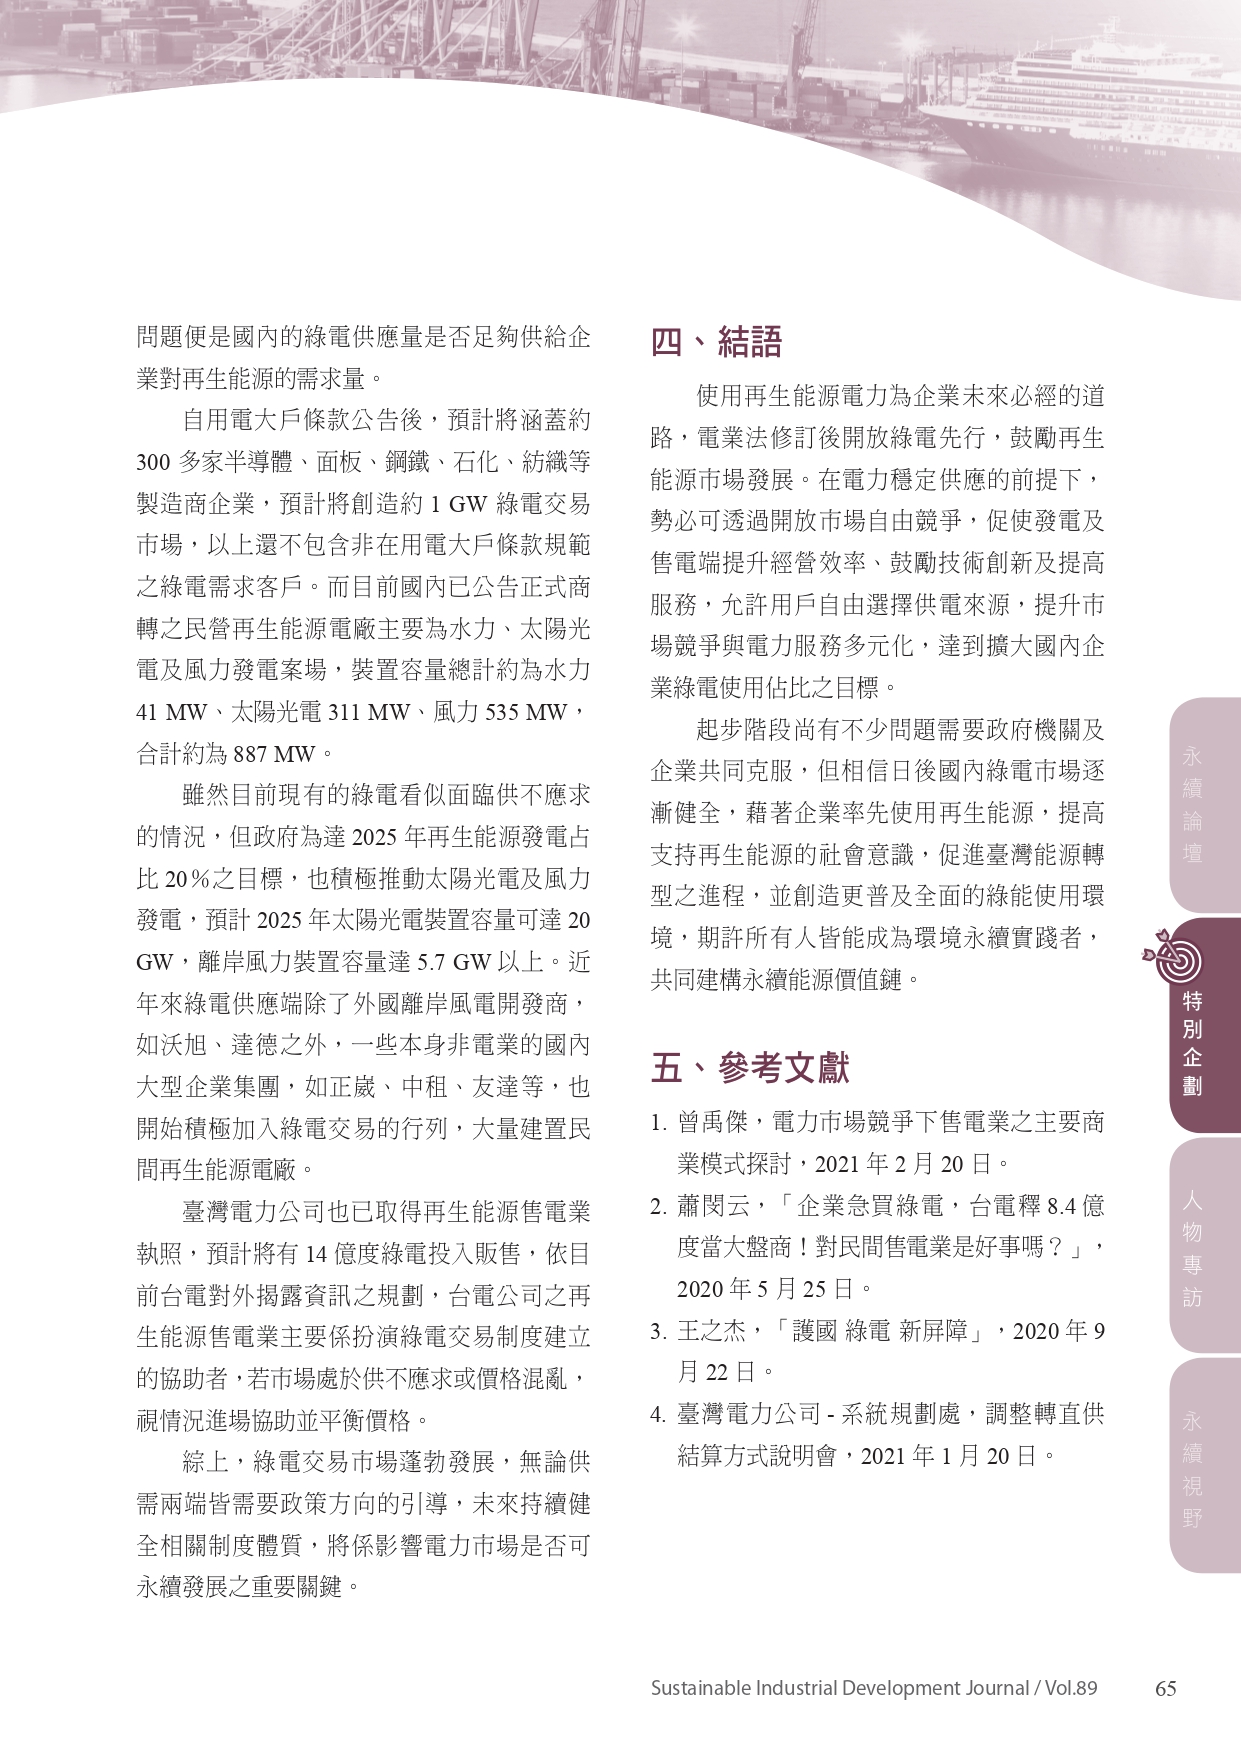 問題便是國內的綠電供應量是否足夠供給企
業對再生能源的需求量。
自用電大戶條款公告後，預計將涵蓋約
300 多家半導體、面板、鋼鐵、石化、紡織等
製造商企業，預計將創造約 1 GW 綠電交易
市場，以上還不包含非在用電大戶條款規範
之綠電需求客戶。而目前國內已公告正式商
轉之民營再生能源電廠主要為水力、太陽光
電及風力發電案場，裝置容量總計約為水力
41 MW、太陽光電 311 MW、風力 535 MW，
合計約為 887 MW。
雖然目前現有的綠電看似面臨供不應求
的情況，但政府為達 2025 年再生能源發電占
比 20％之目標，也積極推動太陽光電及風力
發電，預計 2025 年太陽光電裝置容量可達 20
GW，離岸風力裝置容量達 5.7 GW 以上。近
年來綠電供應端除了外國離岸風電開發商，
如沃旭、達德之外，一些本身非電業的國內
大型企業集團，如正崴、中租、友達等，也
開始積極加入綠電交易的行列，大量建置民
間再生能源電廠。
臺灣電力公司也已取得再生能源售電業
執照，預計將有 14 億度綠電投入販售，依目
前台電對外揭露資訊之規劃，台電公司之再
生能源售電業主要係扮演綠電交易制度建立
的協助者，若市場處於供不應求或價格混亂，
視情況進場協助並平衡價格。
綜上，綠電交易市場蓬勃發展，無論供
需兩端皆需要政策方向的引導，未來持續健
全相關制度體質，將係影響電力市場是否可
永續發展之重要關鍵。
四、結語
使用再生能源電力為企業未來必經的道
路，電業法修訂後開放綠電先行，鼓勵再生
能源市場發展。在電力穩定供應的前提下，
勢必可透過開放市場自由競爭，促使發電及
售電端提升經營效率、鼓勵技術創新及提高
服務，允許用戶自由選擇供電來源，提升市
場競爭與電力服務多元化，達到擴大國內企
業綠電使用佔比之目標。
起步階段尚有不少問題需要政府機關及
企業共同克服，但相信日後國內綠電市場逐
漸健全，藉著企業率先使用再生能源，提高
支持再生能源的社會意識，促進臺灣能源轉
型之進程，並創造更普及全面的綠能使用環
境，期許所有人皆能成為環境永續實踐者，
共同建構永續能源價值鏈。
五、參考文獻
1. 曾禹傑，電力市場競爭下售電業之主要商
業模式探討，2021 年 2 月 20 日。
2. 蕭閔云，「企業急買綠電，台電釋 8.4 億
度當大盤商！對民間售電業是好事嗎？」，
2020 年 5 月 25 日。
3. 王之杰，「護國 綠電 新屏障」，2020 年 9
月 22 日。
4. 臺灣電力公司 - 系統規劃處，調整轉直供
結算方式說明會，2021 年 1 月 20 日。
永續論壇
特別企劃
人物專訪
永續視野
Sustainable Industrial Development Journal / Vol.89 65